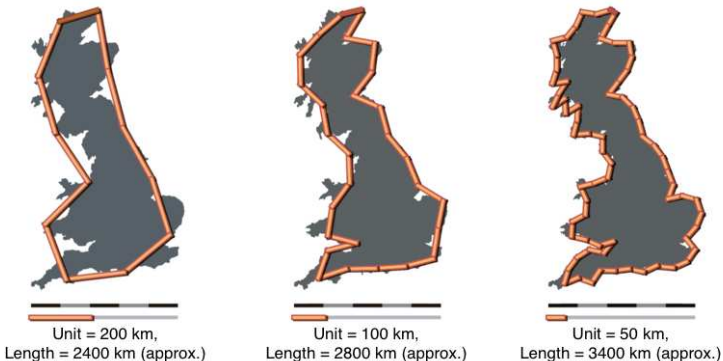 Unit = 200 km,
Length = 2400 km (approx.)
Unit = 100 km,
Length = 2800 km (approx.)
Unit = 50 km,
Length = 3400 km (approx.)